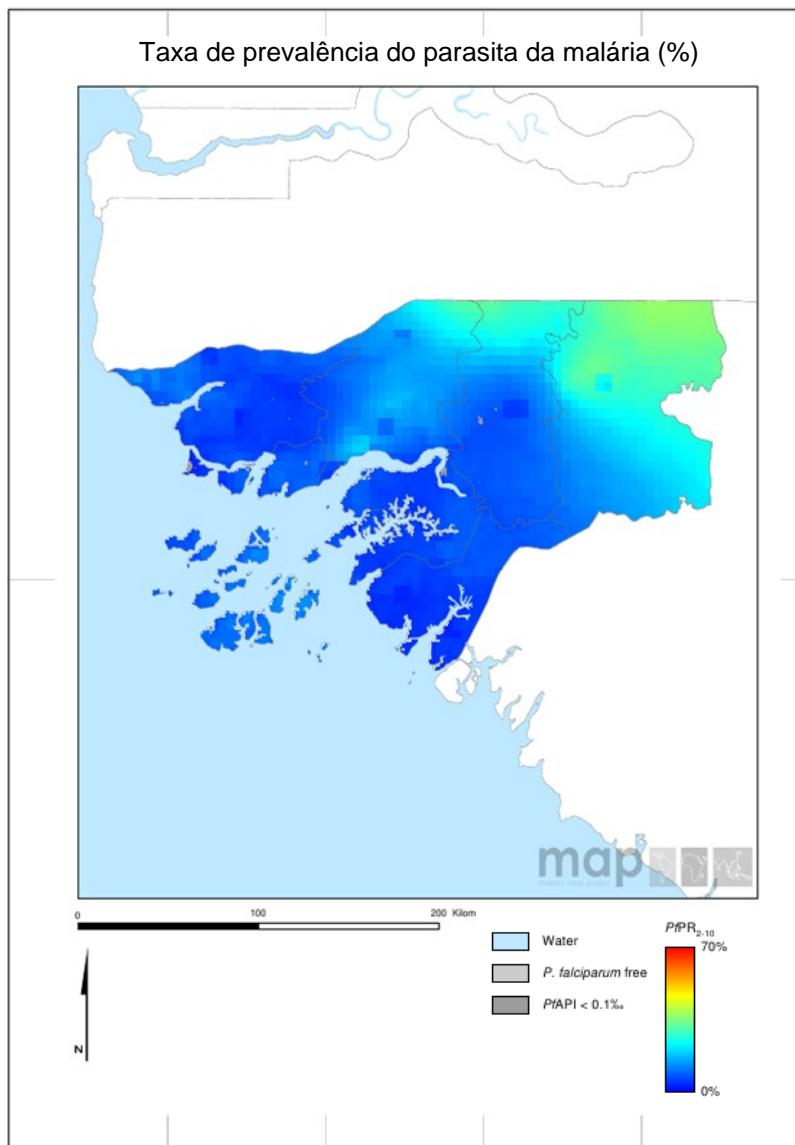 Taxa de prevalência do parasita da malária (%)
map
0 100 200 Kilom
Water
P. falciparum free
PfAPI < 0.1‰
PfPR2-10
70%
0%
N